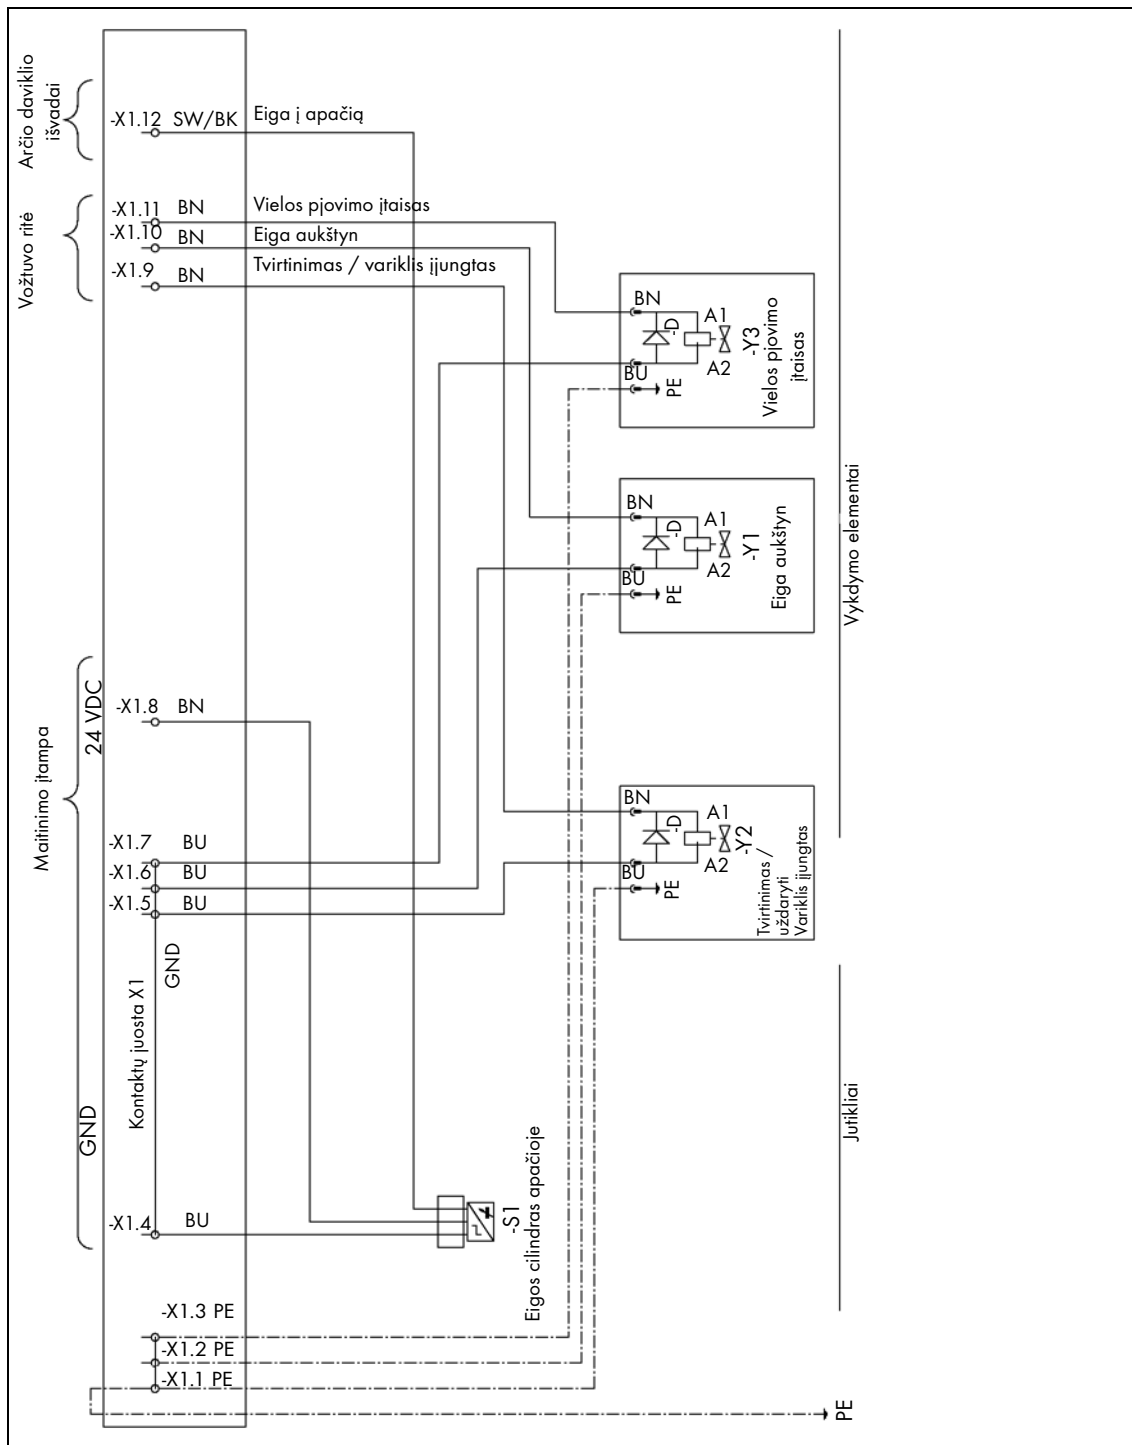 Arčio daviklio
išvadai
-X1.12 SW/BK Eiga į apačią
Vožtuvo ritė
-X1.11 BN Vielos pjovimo įtaisas
-X1.10 BN Eiga aukštyn
-X1.9 BN Tvirtinimas / variklis įjungtas
BN
A1
-D
A2
BU
PE
-Y3
Vielos pjovimo
įtaisas
BN
A1
-D
A2
BU
PE
-Y1
Eiga aukštyn
Vykdymo elementai
Maitinimo įtampa
24 VDC
-X1.8 BN
-X1.7 BU
-X1.6 BU
-X1.5 BU
GND
Kontaktų juosta X1
GND
BN
A1
-D
A2
BU
PE
-Y2
Tvirtinimas /
uždaryti
Variklis įjungtas
-X1.4 BU
-S1
Eigos cilindras apačioje
Jutikliai
-X1.3 PE
-X1.2 PE
-X1.1 PE
PE